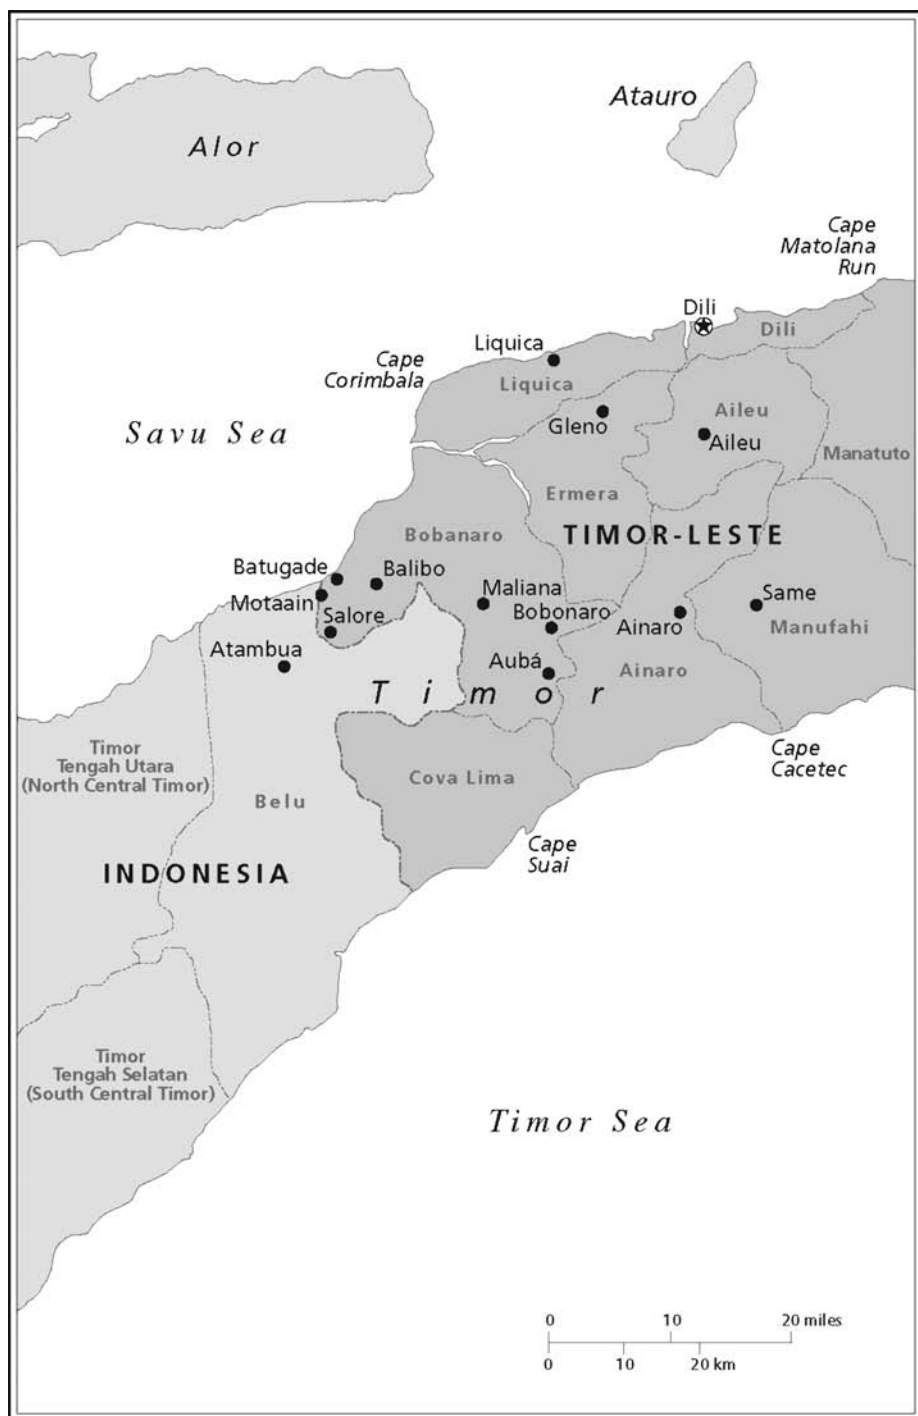 Alor
Atauro
Cape
Matolana
Run
Dili
Dili
Liquica
Cape
Corimbala
Liquica
Savu Sea
Gleno
Aileu
Aileu
Manatuto
Ermera
TIMOR-LESTE
Bobanaro
Batugade
Balibo
Motaain
Maliana
Same
Salore
Bobonaro
Ainaro
Manufahi
Atambua
Aubá
Ainaro
Timor
Timor
Tengah Utara
(North Central Timor)
Cova Lima
Cape
Cacetec
Belu
Cape
Suai
INDONESIA
Timor
Tengah Selatan
(South Central Timor)
Timor Sea
0 10 20 miles
0 10 20 km